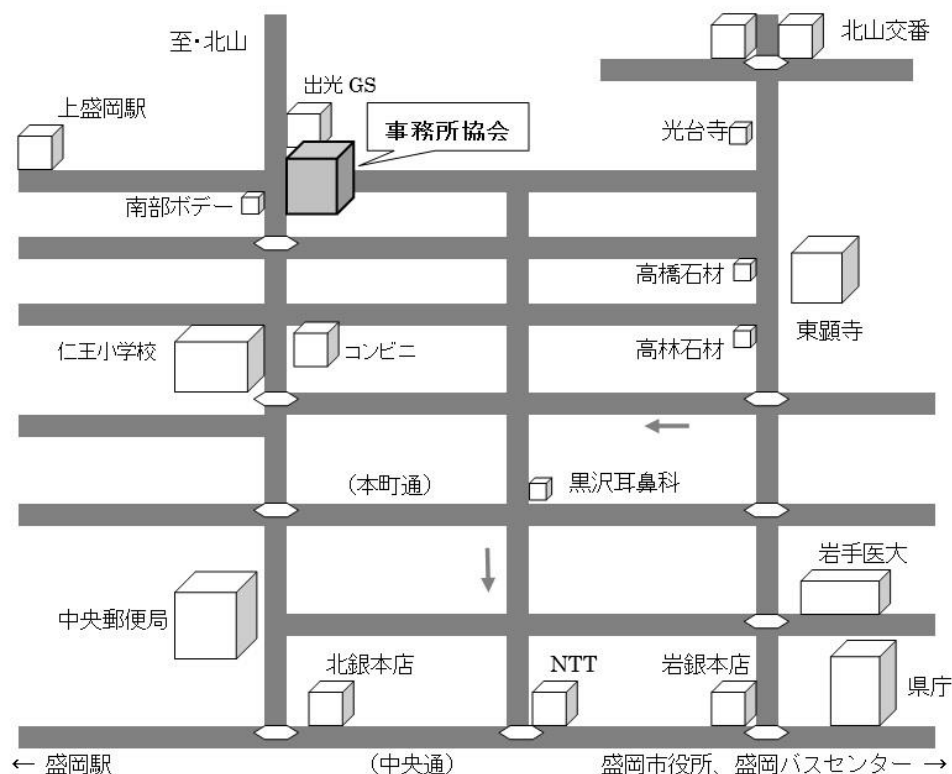 至・北山
北山交番
出光 GS
上盛岡駅
事務所協会
光台寺
南部ボデー
高橋石材
東顕寺
仁王小学校
コンビニ
高林石材
(本町通)
黒沢耳鼻科
岩手医大
中央郵便局
北銀本店
NTT
岩銀本店
県庁
← 盛岡駅
(中央通)
盛岡市役所、盛岡バスセンター →